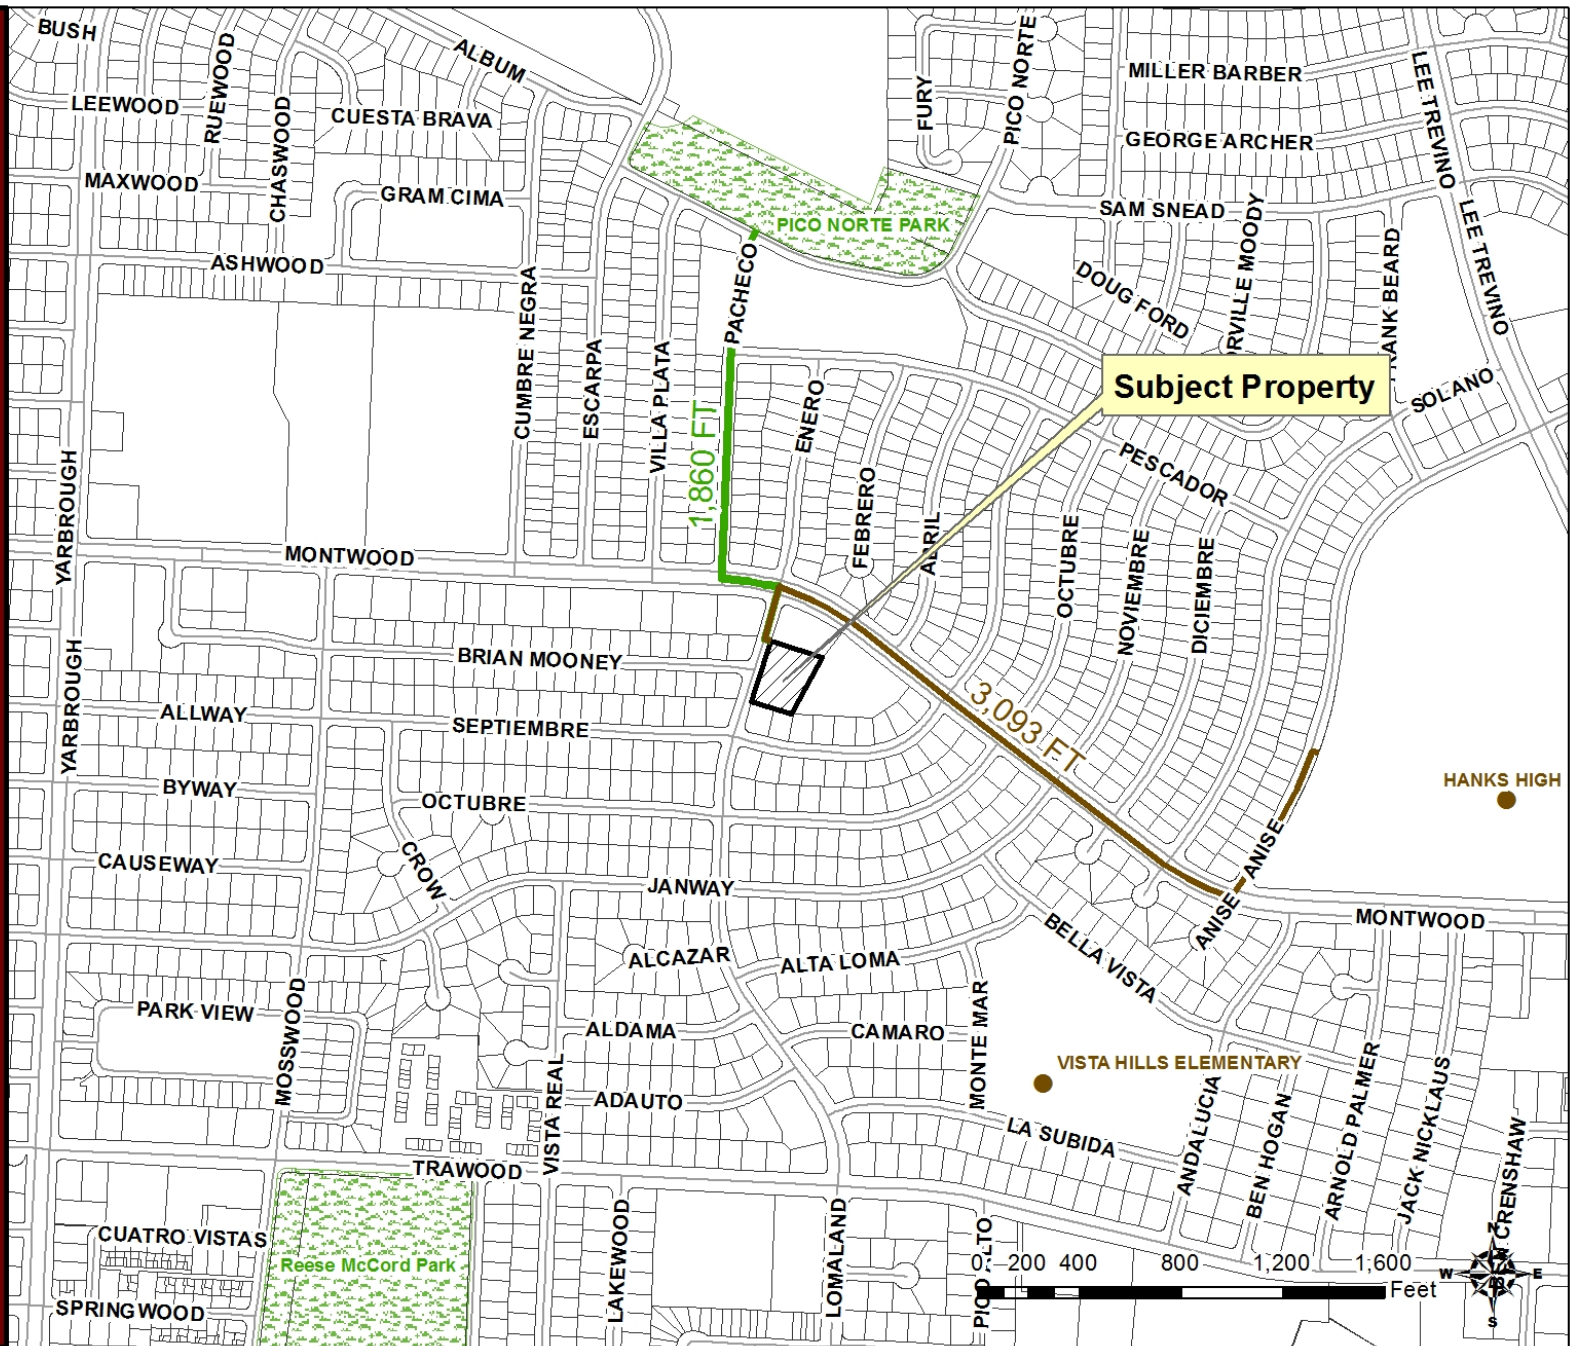 BUSH
ALBUM
LEEWOOD
RUEWOOD
CHASWOOD
CUESTA BRAVA
FURY
PICO NORTE
MILLER BARBER
LEE TREVINO
GEORGE ARCHER
MAXWOOD
GRAM CIMA
SAM SNEAD
PICO NORTE PARK
ASHWOOD
PACHECO
DOUG FORD
ORVILLE MOODY
FRANK BEARD
LEE TREVINO
CUMBRE NEGRA
ESCARPA
VILLA PLATA
Subject Property
SOLANO
ENERO
1,860 FT
PESCADOR
YARBROUGH
FEBRERO
ABRIL
OCTUBRE
NOVIEMBRE
DICIEMBRE
MONTWOOD
YARBROUGH
BRIAN MOONEY
ALLWAY
SEPTIEMBRE
3,093 FT
BYWAY
OCTUBRE
HANKS HIGH
CAUSEWAY
CROW
JANWAY
ANISE
ANISE
MONTWOOD
ALCAZAR
ALTA LOMA
BELLA VISTA
PARK VIEW
MOSSWOOD
ALDAMA
CAMARO
MONTE MAR
VISTA HILLS ELEMENTARY
ADAUTO
VISTA REAL
LA SUBIDA
ANDALUCIA
BEN HOGAN
ARNOLD PALMER
JACK NICKLAUS
BEN CRENSHAW
TRAWOOD
CUATRO VISTAS
Reese McCord Park
LAKEWOOD
LOMALAND
PICO ALTO
SPRINGWOOD
0 200 400 800 1,200 1,600
Feet
N
W E
S